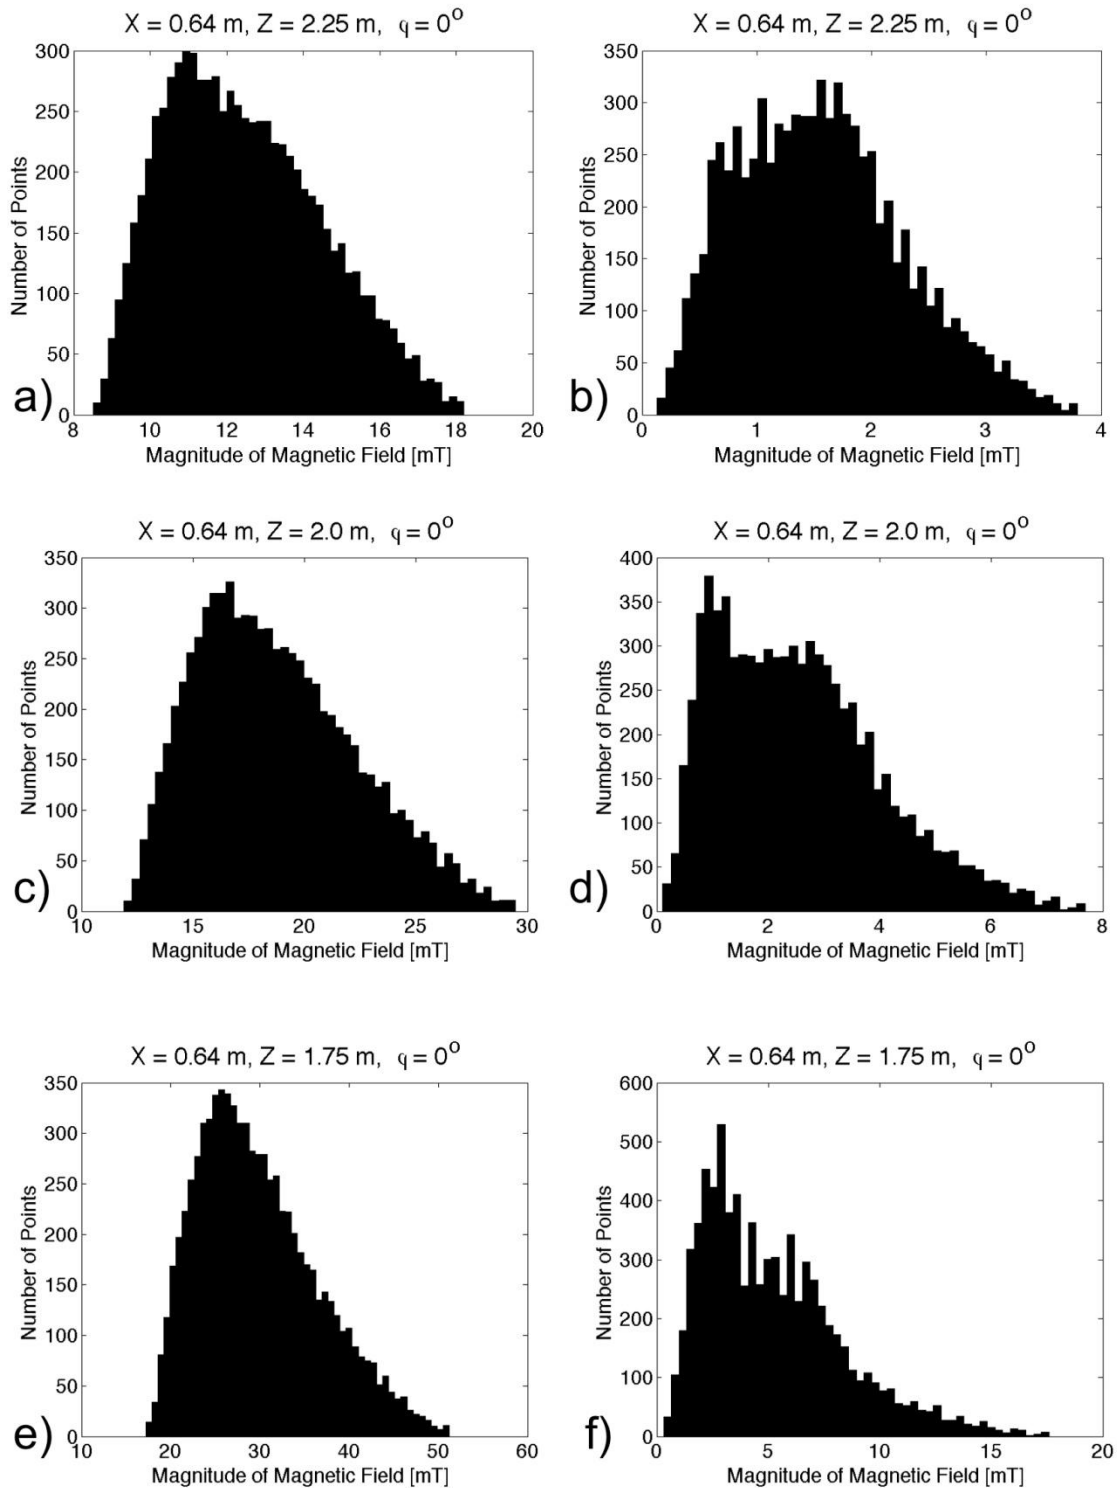 X = 0.64 m, Z = 2.25 m, q = 0°
300
250
200
150
100
50
0
8 10 12 14 16 18 20
Number of Points
Magnitude of Magnetic Field [mT]
a)
X = 0.64 m, Z = 2.25 m, q = 0°
350
300
250
200
150
100
50
0
0 1 2 3 4
Number of Points
Magnitude of Magnetic Field [mT]
b)
X = 0.64 m, Z = 2.0 m, q = 0°
350
300
250
200
150
100
50
0
10 15 20 25 30
Number of Points
Magnitude of Magnetic Field [mT]
c)
X = 0.64 m, Z = 2.0 m, q = 0°
400
350
300
250
200
150
100
50
0
0 2 4 6 8
Number of Points
Magnitude of Magnetic Field [mT]
d)
X = 0.64 m, Z = 1.75 m, q = 0°
350
300
250
200
150
100
50
0
10 20 30 40 50 60
Number of Points
Magnitude of Magnetic Field [mT]
e)
X = 0.64 m, Z = 1.75 m, q = 0°
600
500
400
300
200
100
0
0 5 10 15 20
Number of Points
Magnitude of Magnetic Field [mT]
f)